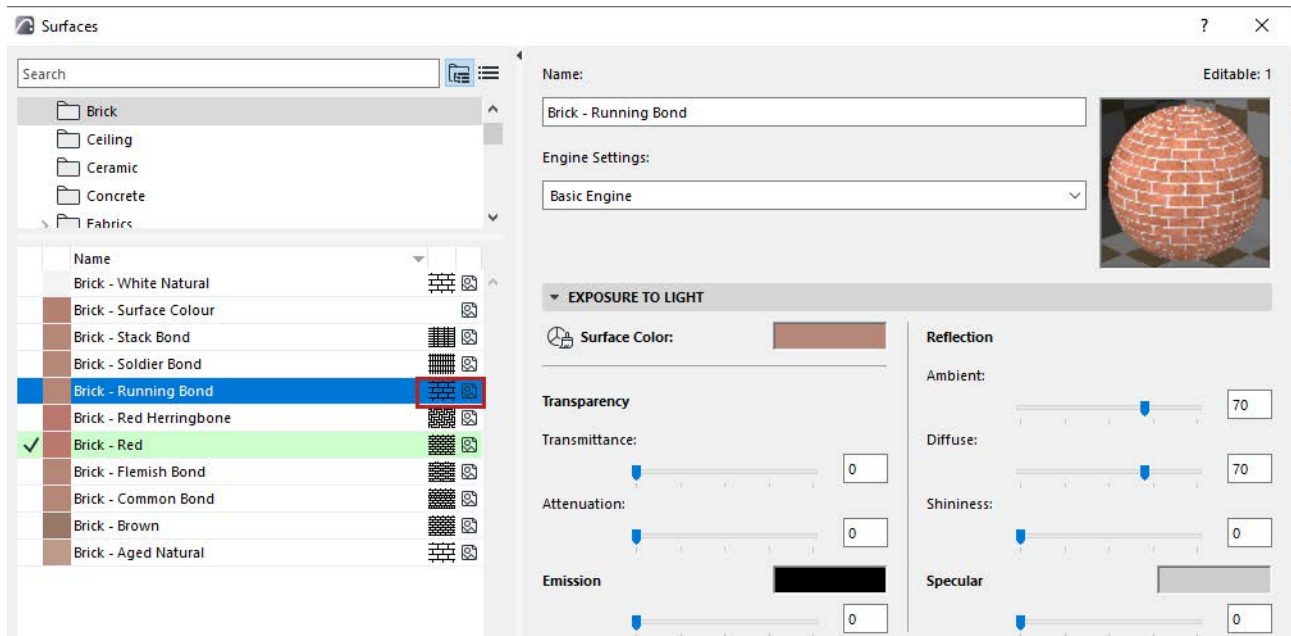 Surfaces
?
Search
Brick
Ceiling
Ceramic
Concrete
Fabrics
Name
Brick - White Natural
Brick - Surface Colour
Brick - Stack Bond
Brick - Soldier Bond
Brick - Running Bond
Brick - Red Herringbone
Brick - Red
Brick - Flemish Bond
Brick - Common Bond
Brick - Brown
Brick - Aged Natural
Name:
Editable: 1
Brick - Running Bond
Engine Settings:
Basic Engine
EXPOSURE TO LIGHT
Surface Color:
Transparency
Transmittance:
0
Attenuation:
0
Emission
0
Reflection
Ambient:
70
Diffuse:
70
Shininess:
0
Specular
0